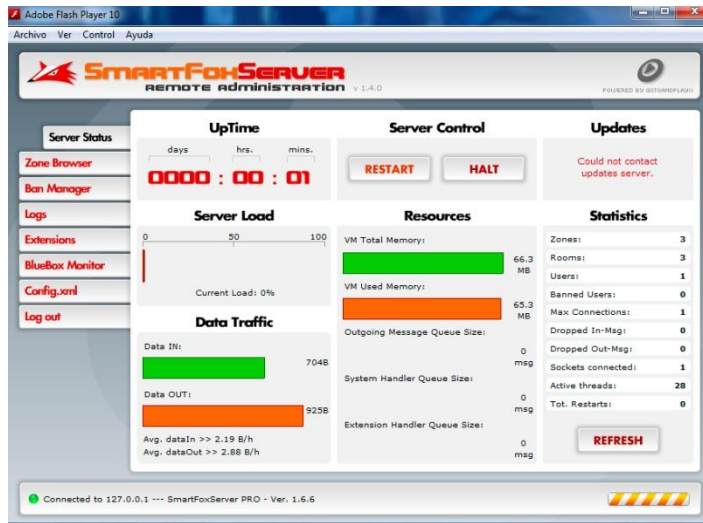 Adobe Flash Player 10
Archivo Ver Control Ayuda
SmartFoxServer
Remote Administration v 1.4.0
POWERED BY GOTOANDPLAY()
Server Status
Zone Browser
Ban Manager
Logs
Extensions
BlueBox Monitor
Config.xml
Log out
UpTime
days hrs. mins.
0000 : 00 : 01
Server Control
RESTART HALT
Updates
Could not contact
updates server.
Server Load
0 50 100
Current Load: 0%
Data Traffic
Data IN:
704B
Data OUT:
925B
Avg. dataIn >> 2.19 B/h
Avg. dataOut >> 2.88 B/h
Resources
VM Total Memory:
66.3
MB
VM Used Memory:
65.3
MB
Outgoing Message Queue Size:
0
msg
System Handler Queue Size:
0
msg
Extension Handler Queue Size:
0
msg
Statistics
Zones: 3
Rooms: 3
Users: 1
Banned Users: 0
Max Connections: 1
Dropped In-Msg: 0
Dropped Out-Msg: 0
Sockets connected: 1
Active threads: 28
Tot. Restarts: 0
REFRESH
Connected to 127.0.0.1 --- SmartFoxServer PRO - Ver. 1.6.6